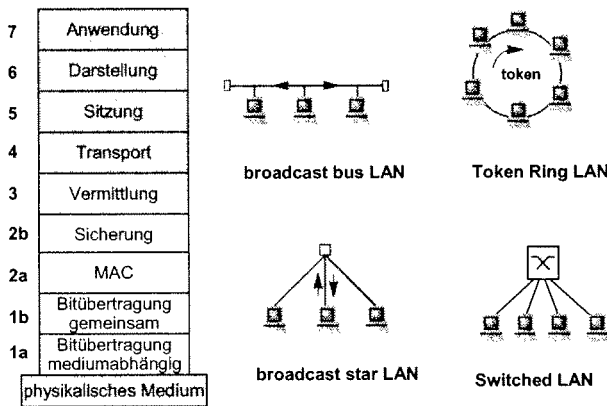 7 Anwendung
6 Darstellung
5 Sitzung
4 Transport
3 Vermittlung
2b Sicherung
2a MAC
1b Bitübertragung
gemeinsam
1a Bitübertragung
mediumabhängig
physikalisches Medium
broadcast bus LAN
token
Token Ring LAN
broadcast star LAN
Switched LAN